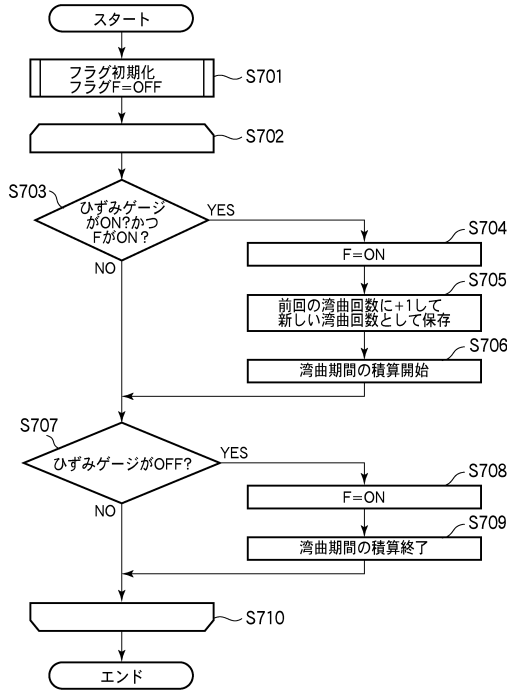 スタート
フラグ初期化
フラグF=OFF
S701
S702
S703
ひずみゲージ
がON?かつ
FがON?
YES
NO
S704
F=ON
S705
前回の湾曲回数に+1して
新しい湾曲回数として保存
S706
湾曲期間の積算開始
S707
ひずみゲージがOFF?
YES
NO
S708
F=ON
S709
湾曲期間の積算終了
S710
エンド